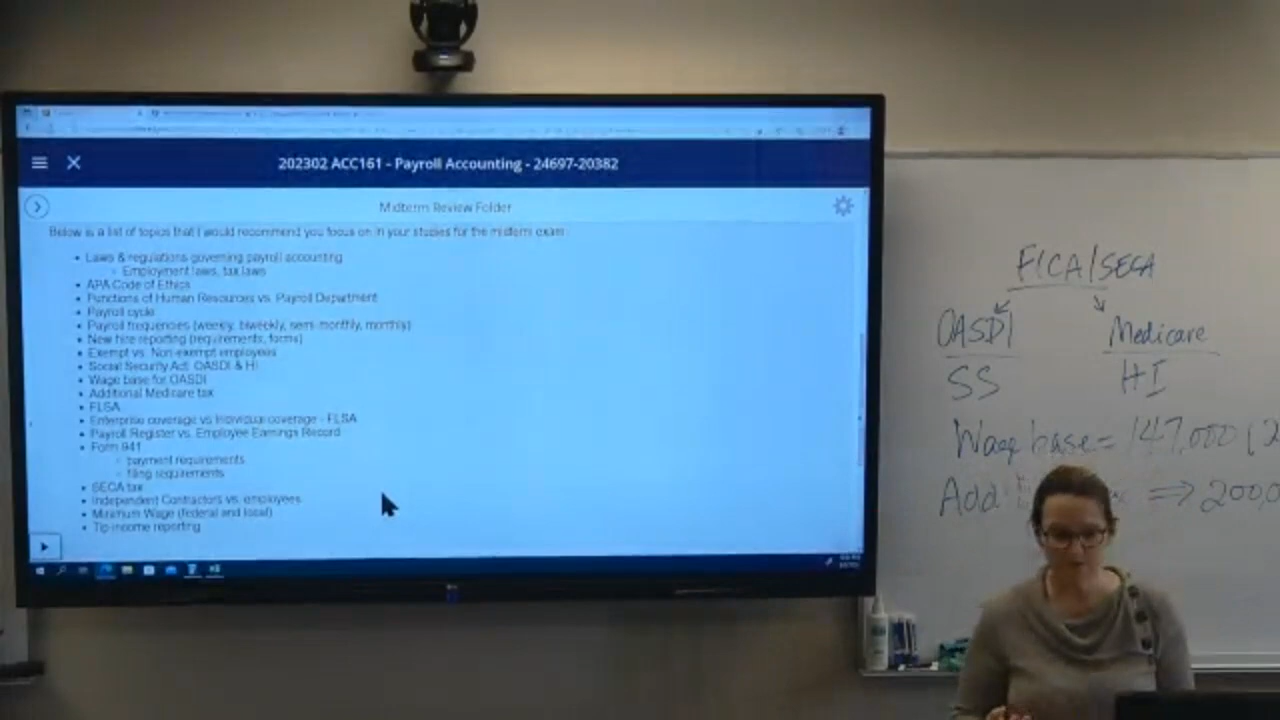 202302 ACC161 - Payroll Accounting - 24697-20382
Midterm Review Folder
Below is a list of topics that I would recommend you focus on in your studies for the midterm exam
Laws & regulations governing payroll accounting
Employment laws, tax laws
APA Code of Ethics
Functions of Human Resources vs. Payroll Department
Payroll cycle
Payroll frequencies (weekly, biweekly, semi-monthly, monthly)
New hire reporting (requirements, forms)
Exempt vs. Non-exempt employees
Social Security Act: OASDI & HI
Wage base for OASDI
Additional Medicare tax
FLSA
Enterprise coverage vs Individual coverage - FLSA
Payroll Register vs. Employee Earnings Record
Form 941
payment requirements
filing requirements
SECA tax
Independent Contractors vs. employees
Minimum Wage (federal and local)
Tip income reporting
FICA/SECA
OASDI Medicare
SS HI
Wage base = 147,000 (2
Add ⇒ 200,0